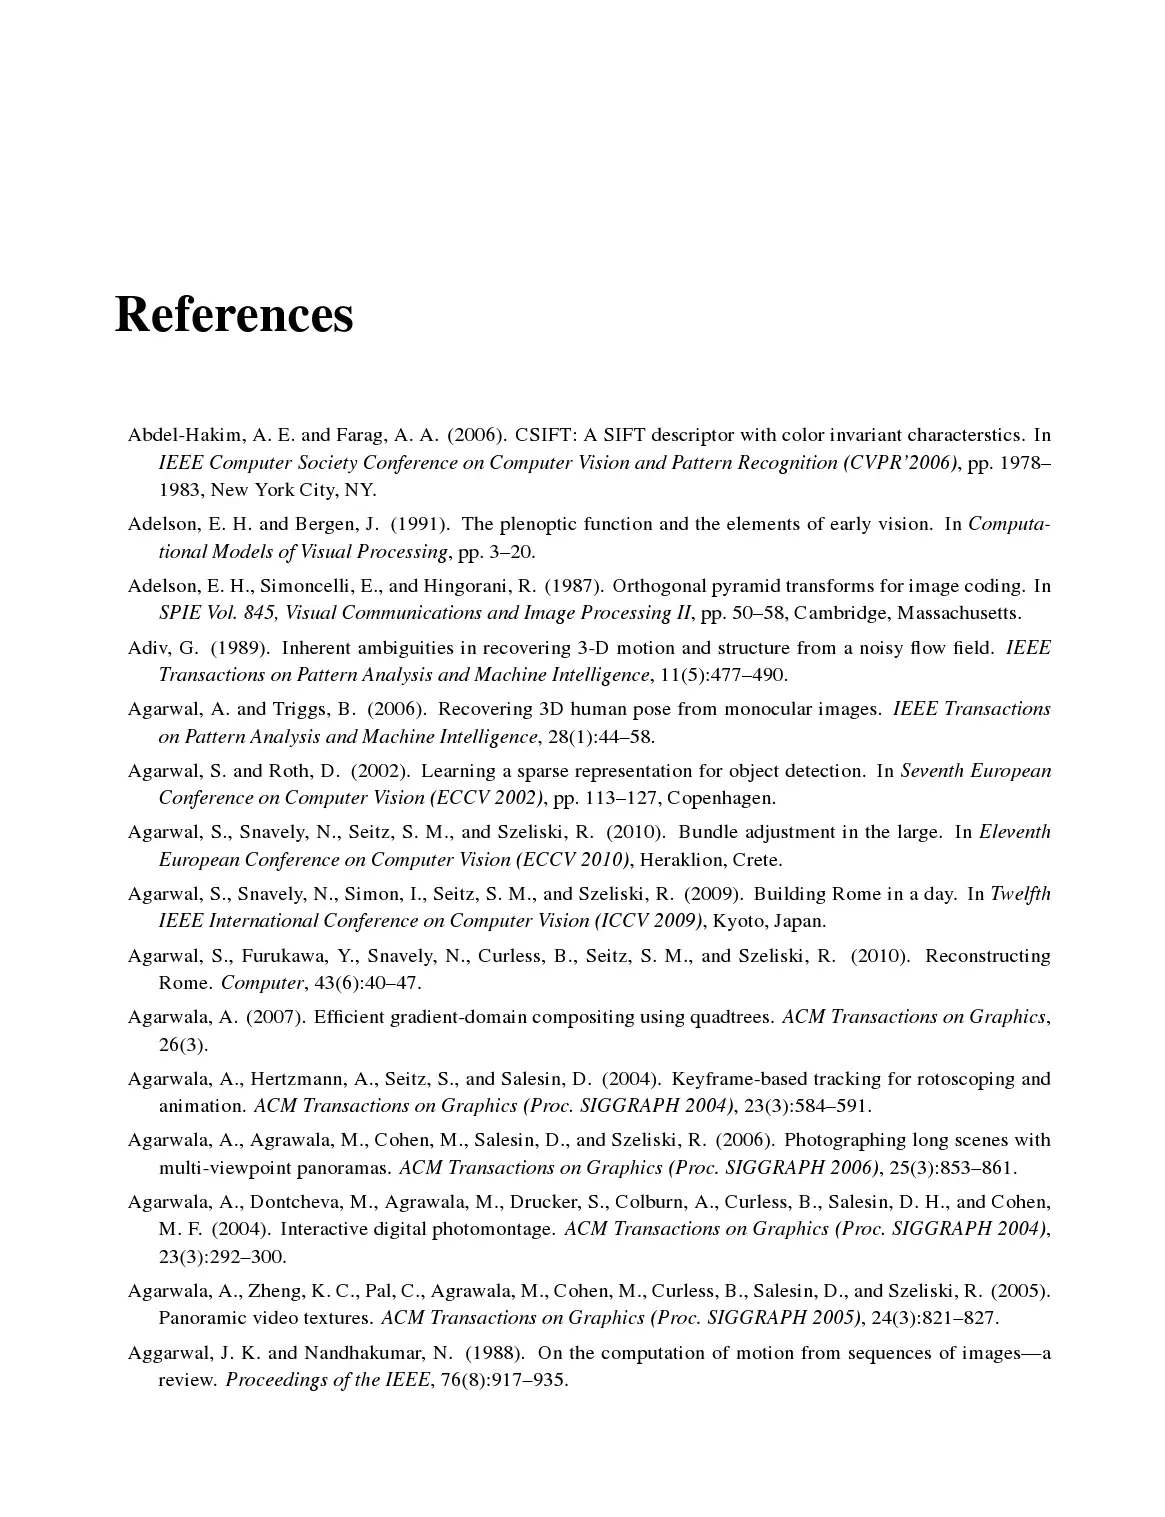 References
Abdel-Hakim, A. E. and Farag, A. A. (2006). CSIFT: A SIFT descriptor with color invariant characterstics. In
IEEE Computer Society Conference on Computer Vision and Pattern Recognition (CVPR'2006), pp. 1978–
1983, New York City, NY.
Adelson, E. H. and Bergen, J. (1991). The plenoptic function and the elements of early vision. In Computa-
tional Models of Visual Processing, pp. 3–20.
Adelson, E. H., Simoncelli, E., and Hingorani, R. (1987). Orthogonal pyramid transforms for image coding. In
SPIE Vol. 845, Visual Communications and Image Processing II, pp. 50–58, Cambridge, Massachusetts.
Adiv, G. (1989). Inherent ambiguities in recovering 3-D motion and structure from a noisy flow field. IEEE
Transactions on Pattern Analysis and Machine Intelligence, 11(5):477–490.
Agarwal, A. and Triggs, B. (2006). Recovering 3D human pose from monocular images. IEEE Transactions
on Pattern Analysis and Machine Intelligence, 28(1):44–58.
Agarwal, S. and Roth, D. (2002). Learning a sparse representation for object detection. In Seventh European
Conference on Computer Vision (ECCV 2002), pp. 113–127, Copenhagen.
Agarwal, S., Snavely, N., Seitz, S. M., and Szeliski, R. (2010). Bundle adjustment in the large. In Eleventh
European Conference on Computer Vision (ECCV 2010), Heraklion, Crete.
Agarwal, S., Snavely, N., Simon, I., Seitz, S. M., and Szeliski, R. (2009). Building Rome in a day. In Twelfth
IEEE International Conference on Computer Vision (ICCV 2009), Kyoto, Japan.
Agarwal, S., Furukawa, Y., Snavely, N., Curless, B., Seitz, S. M., and Szeliski, R. (2010). Reconstructing
Rome. Computer, 43(6):40–47.
Agarwala, A. (2007). Efficient gradient-domain compositing using quadtrees. ACM Transactions on Graphics,
26(3).
Agarwala, A., Hertzmann, A., Seitz, S., and Salesin, D. (2004). Keyframe-based tracking for rotoscoping and
animation. ACM Transactions on Graphics (Proc. SIGGRAPH 2004), 23(3):584–591.
Agarwala, A., Agrawala, M., Cohen, M., Salesin, D., and Szeliski, R. (2006). Photographing long scenes with
multi-viewpoint panoramas. ACM Transactions on Graphics (Proc. SIGGRAPH 2006), 25(3):853–861.
Agarwala, A., Dontcheva, M., Agrawala, M., Drucker, S., Colburn, A., Curless, B., Salesin, D. H., and Cohen,
M. F. (2004). Interactive digital photomontage. ACM Transactions on Graphics (Proc. SIGGRAPH 2004),
23(3):292–300.
Agarwala, A., Zheng, K. C., Pal, C., Agrawala, M., Cohen, M., Curless, B., Salesin, D., and Szeliski, R. (2005).
Panoramic video textures. ACM Transactions on Graphics (Proc. SIGGRAPH 2005), 24(3):821–827.
Aggarwal, J. K. and Nandhakumar, N. (1988). On the computation of motion from sequences of images—a
review. Proceedings of the IEEE, 76(8):917–935.